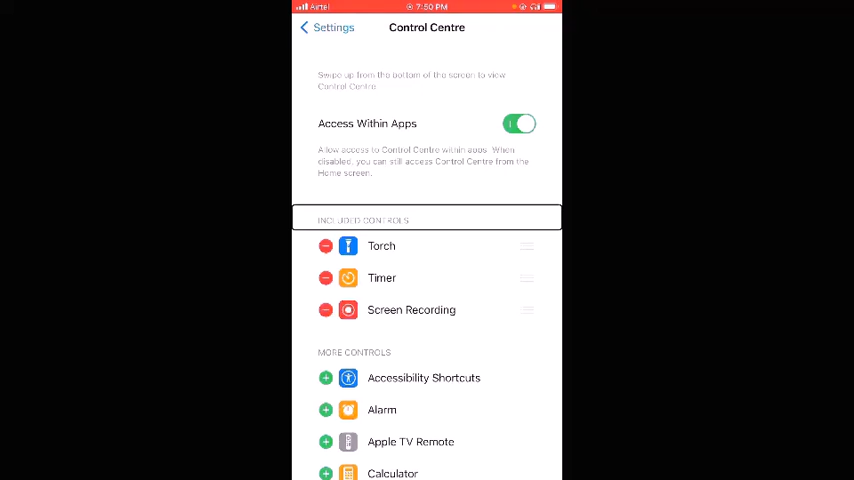 Airtel 7:50 PM
Settings Control Centre
Swipe up from the bottom of the screen to view
Control Centre.
Access Within Apps
Allow access to Control Centre within apps. When
disabled, you can still access Control Centre from the
Home screen.
INCLUDED CONTROLS
Torch
Timer
Screen Recording
MORE CONTROLS
Accessibility Shortcuts
Alarm
Apple TV Remote
Calculator